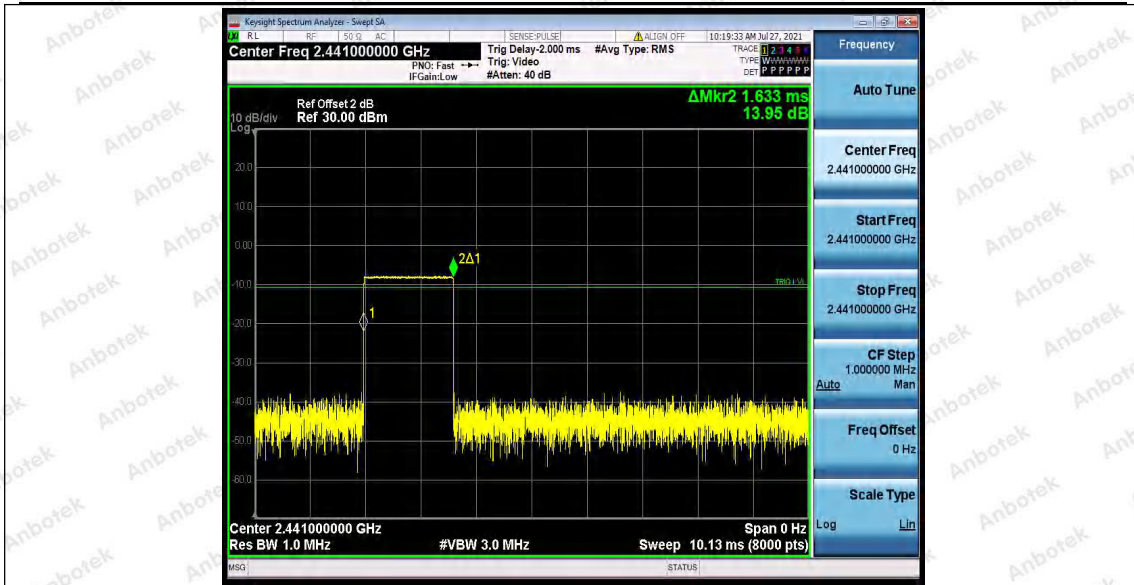 Keysight Spectrum Analyzer - Swept SA
RL RF 50 Ω AC SENSE:PULSE ALIGN OFF 10:19:33 AM Jul 27, 2021
Center Freq 2.441000000 GHz
PNO: Fast
IFGain:Low
Trig Delay-2.000 ms
Trig: Video
#Atten: 40 dB
#Avg Type: RMS
TRACE 1 2 3 4 5 6
TYPE WWWWWW
DET P P P P P P
ΔMkr2 1.633 ms
13.95 dB
Ref Offset 2 dB
10 dB/div Ref 30.00 dBm
Log
20.0
10.0
0.00
-10.0
-20.0
-30.0
-40.0
-50.0
-60.0
2Δ1
1
TRIG LVL
Center 2.441000000 GHz Span 0 Hz
Res BW 1.0 MHz #VBW 3.0 MHz Sweep 10.13 ms (8000 pts)
MSG STATUS
Frequency
Auto Tune
Center Freq
2.441000000 GHz
Start Freq
2.441000000 GHz
Stop Freq
2.441000000 GHz
CF Step
1.000000 MHz
Auto Man
Freq Offset
0 Hz
Scale Type
Log Lin
Anbotek